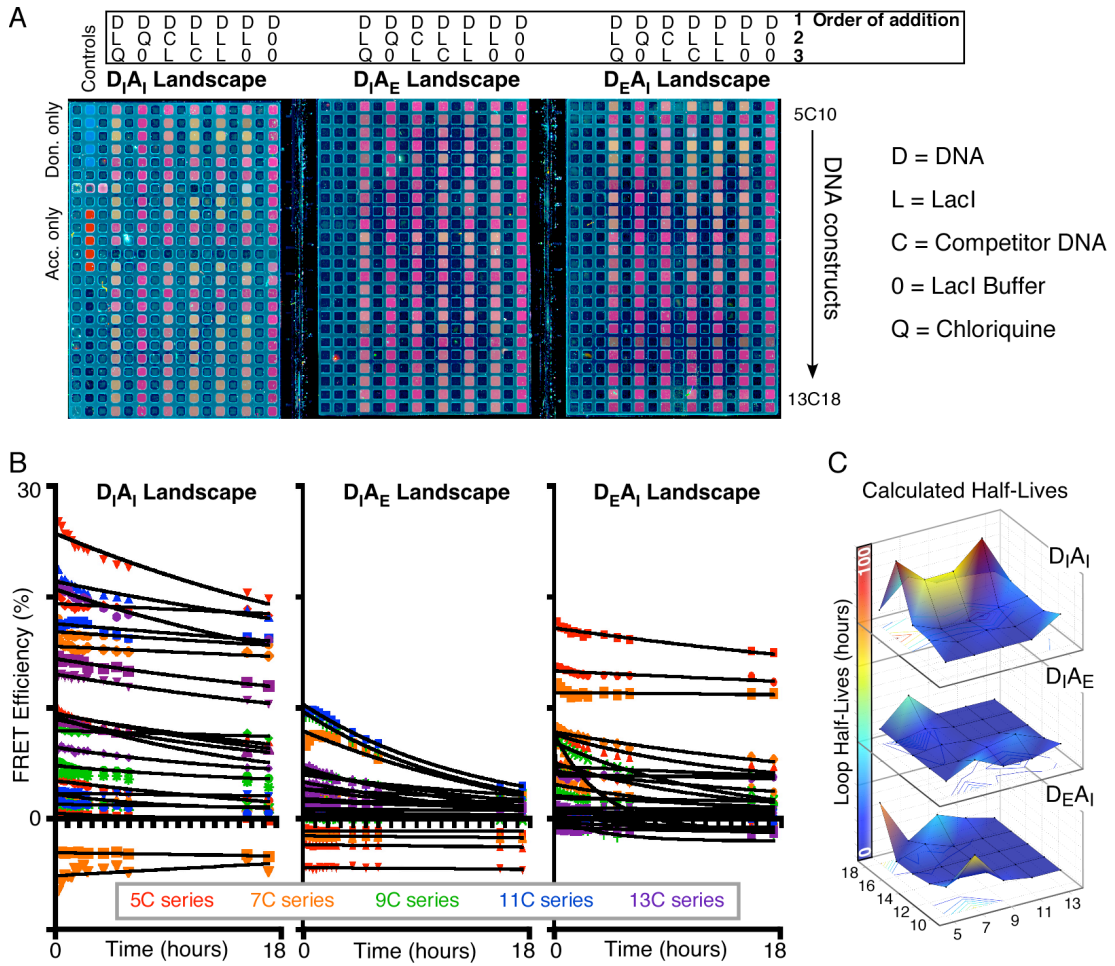 A
Controls
D D D D D D D D D D D D D D D D D D D D D 1 Order of addition
L Q C L L L 0 L Q C L L L 0 L Q C L L L 0 2
Q 0 L C L 0 0 Q 0 L C L 0 0 Q 0 L C L 0 0 3
DIAI Landscape
DIAE Landscape
DEAI Landscape
Don. only
Acc. only
5C10
DNA constructs
13C18
D = DNA
L = LacI
C = Competitor DNA
0 = LacI Buffer
Q = Chloriquine
B
30
0
FRET Efficiency (%)
DIAI Landscape
DIAE Landscape
DEAI Landscape
5C series 7C series 9C series 11C series 13C series
0 18 0 18 0 18
Time (hours) Time (hours) Time (hours)
C
Calculated Half-Lives
DIAI
DIAE
DEAI
100
0
Loop Half-Lives (hours)
18
16
14
12
10
5
7
9
11
13